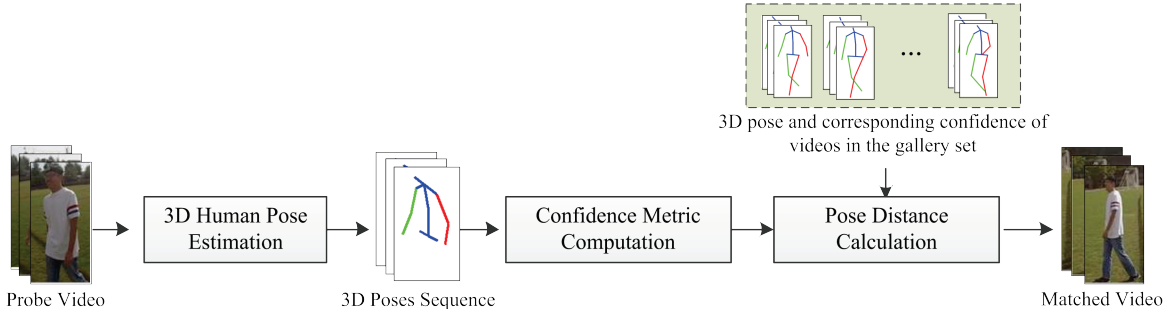 ...
3D pose and corresponding confidence of
videos in the gallery set
3D Human Pose
Estimation
Confidence Metric
Computation
Pose Distance
Calculation
Probe Video
3D Poses Sequence
Matched Video